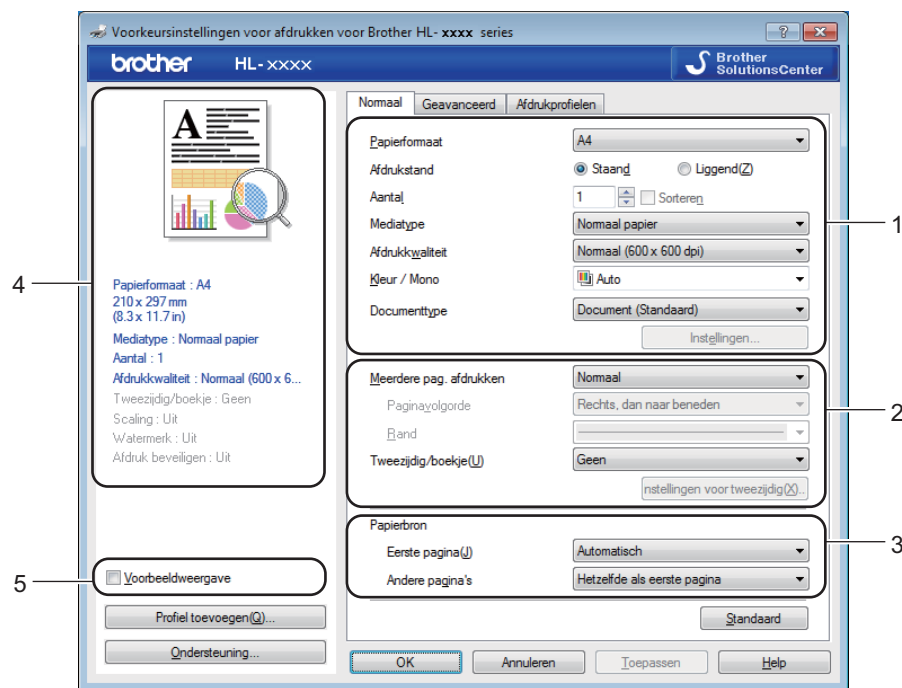 Voorkeursinstellingen voor afdrukken voor Brother HL- xxxx series
brother HL-xxxx
Brother
SolutionsCenter
A
Papierformaat : A4
210 x 297 mm
(8.3 x 11.7 in)
Mediatype : Normaal papier
Aantal : 1
Afdrukkwaliteit : Normaal (600 x 6...
Tweezijdig/boekje : Geen
Scaling : Uit
Watermerk : Uit
Afdruk beveiligen : Uit
4
Voorbeeldweergave
5
Profiel toevoegen(Q)...
Ondersteuning...
Normaal Geavanceerd Afdrukprofielen
Papierformaat A4
Afdrukstand Staand Liggend(Z)
Aantal 1 Sorteren
Mediatype Normaal papier
1
Afdrukkwaliteit Normaal (600 x 600 dpi)
Kleur / Mono Auto
Documenttype Document (Standaard)
Instellingen...
Meerdere pag. afdrukken Normaal
Paginavolgorde Rechts, dan naar beneden
2
Rand
Tweezijdig/boekje(U) Geen
nstellingen voor tweezijdig(X)..
Papierbron
3
Eerste pagina(J) Automatisch
Andere pagina's Hetzelfde als eerste pagina
Standaard
OK Annuleren Toepassen Help